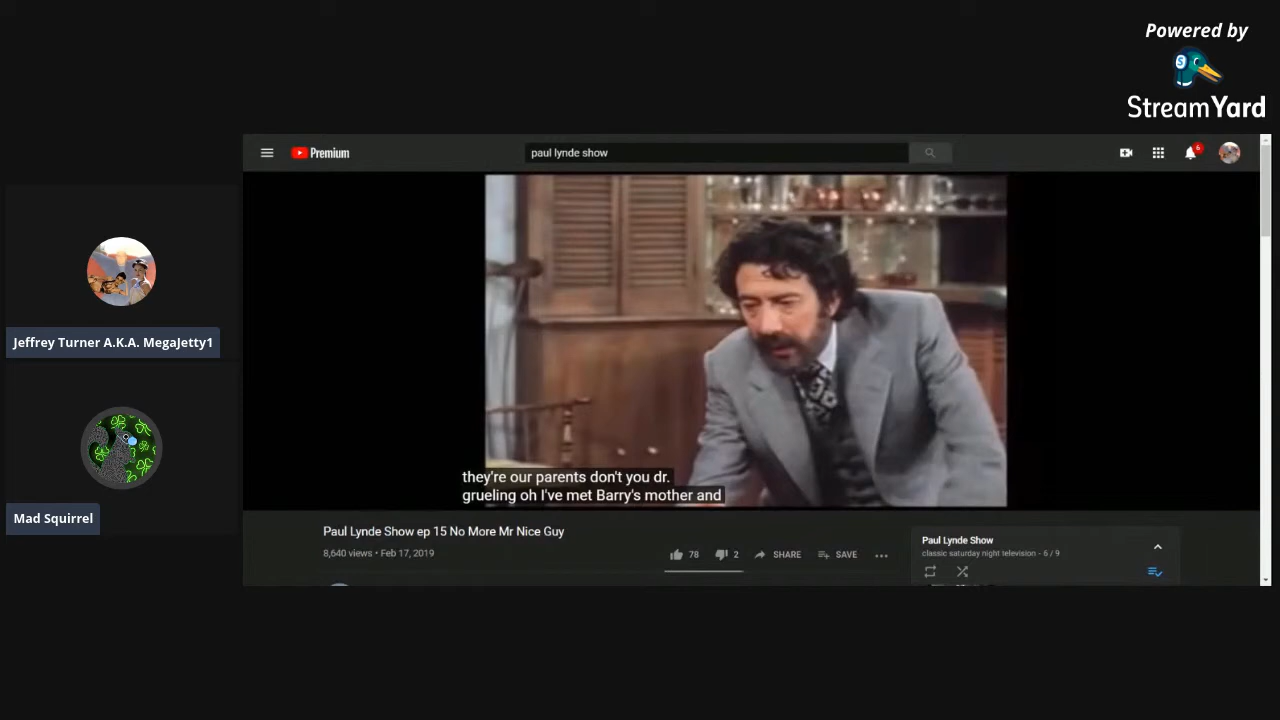 Powered by
StreamYard
Premium
paul lynde show
6
Jeffrey Turner A.K.A. MegaJetty1
Mad Squirrel
they're our parents don't you dr.
grueling oh I've met Barry's mother and
Paul Lynde Show ep 15 No More Mr Nice Guy
8,640 views • Feb 17, 2019
78
2
SHARE
SAVE
Paul Lynde Show
classic saturday night television - 6 / 9